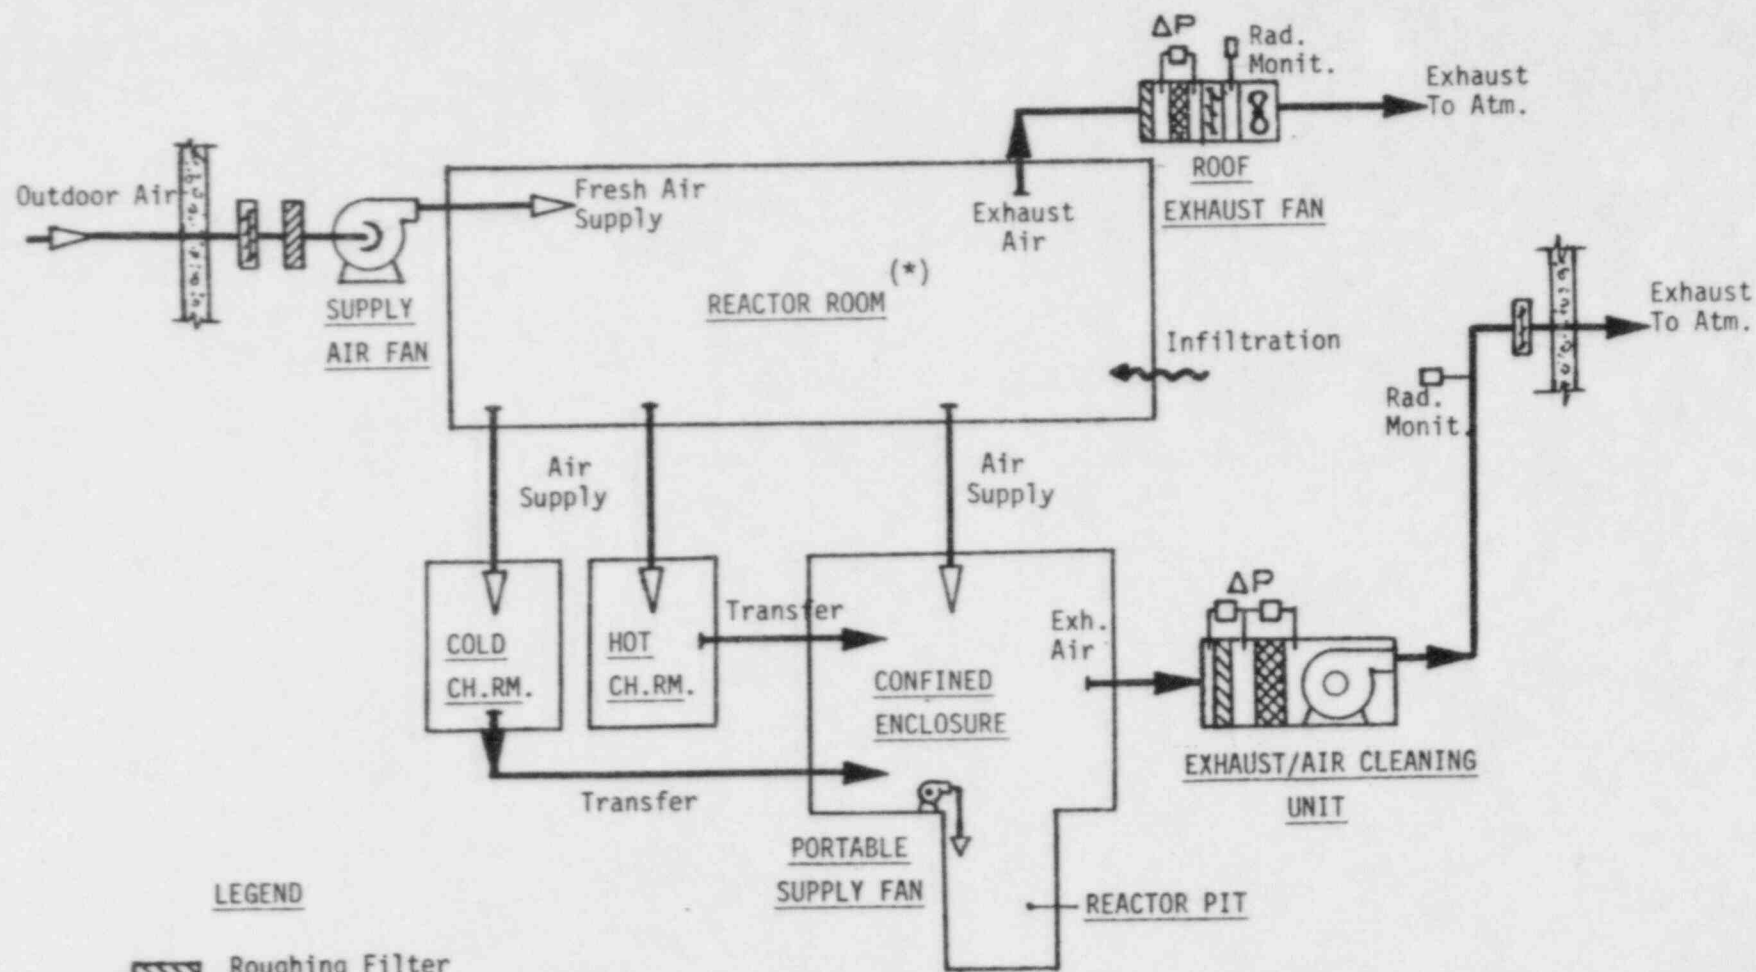 ΔP
Rad.
Monit.
Exhaust
To Atm.
ROOF
EXHAUST FAN
Outdoor Air
Fresh Air
Supply
Exhaust
Air
SUPPLY
AIR FAN
REACTOR ROOM (*)
Infiltration
Exhaust
To Atm.
Rad.
Monit.
Air
Supply
Air
Supply
COLD
CH.RM.
HOT
CH.RM.
Transfer
Exh.
Air
CONFINED
ENCLOSURE
ΔP
EXHAUST/AIR CLEANING
UNIT
Transfer
PORTABLE
SUPPLY FAN
REACTOR PIT
LEGEND
Roughing Filter